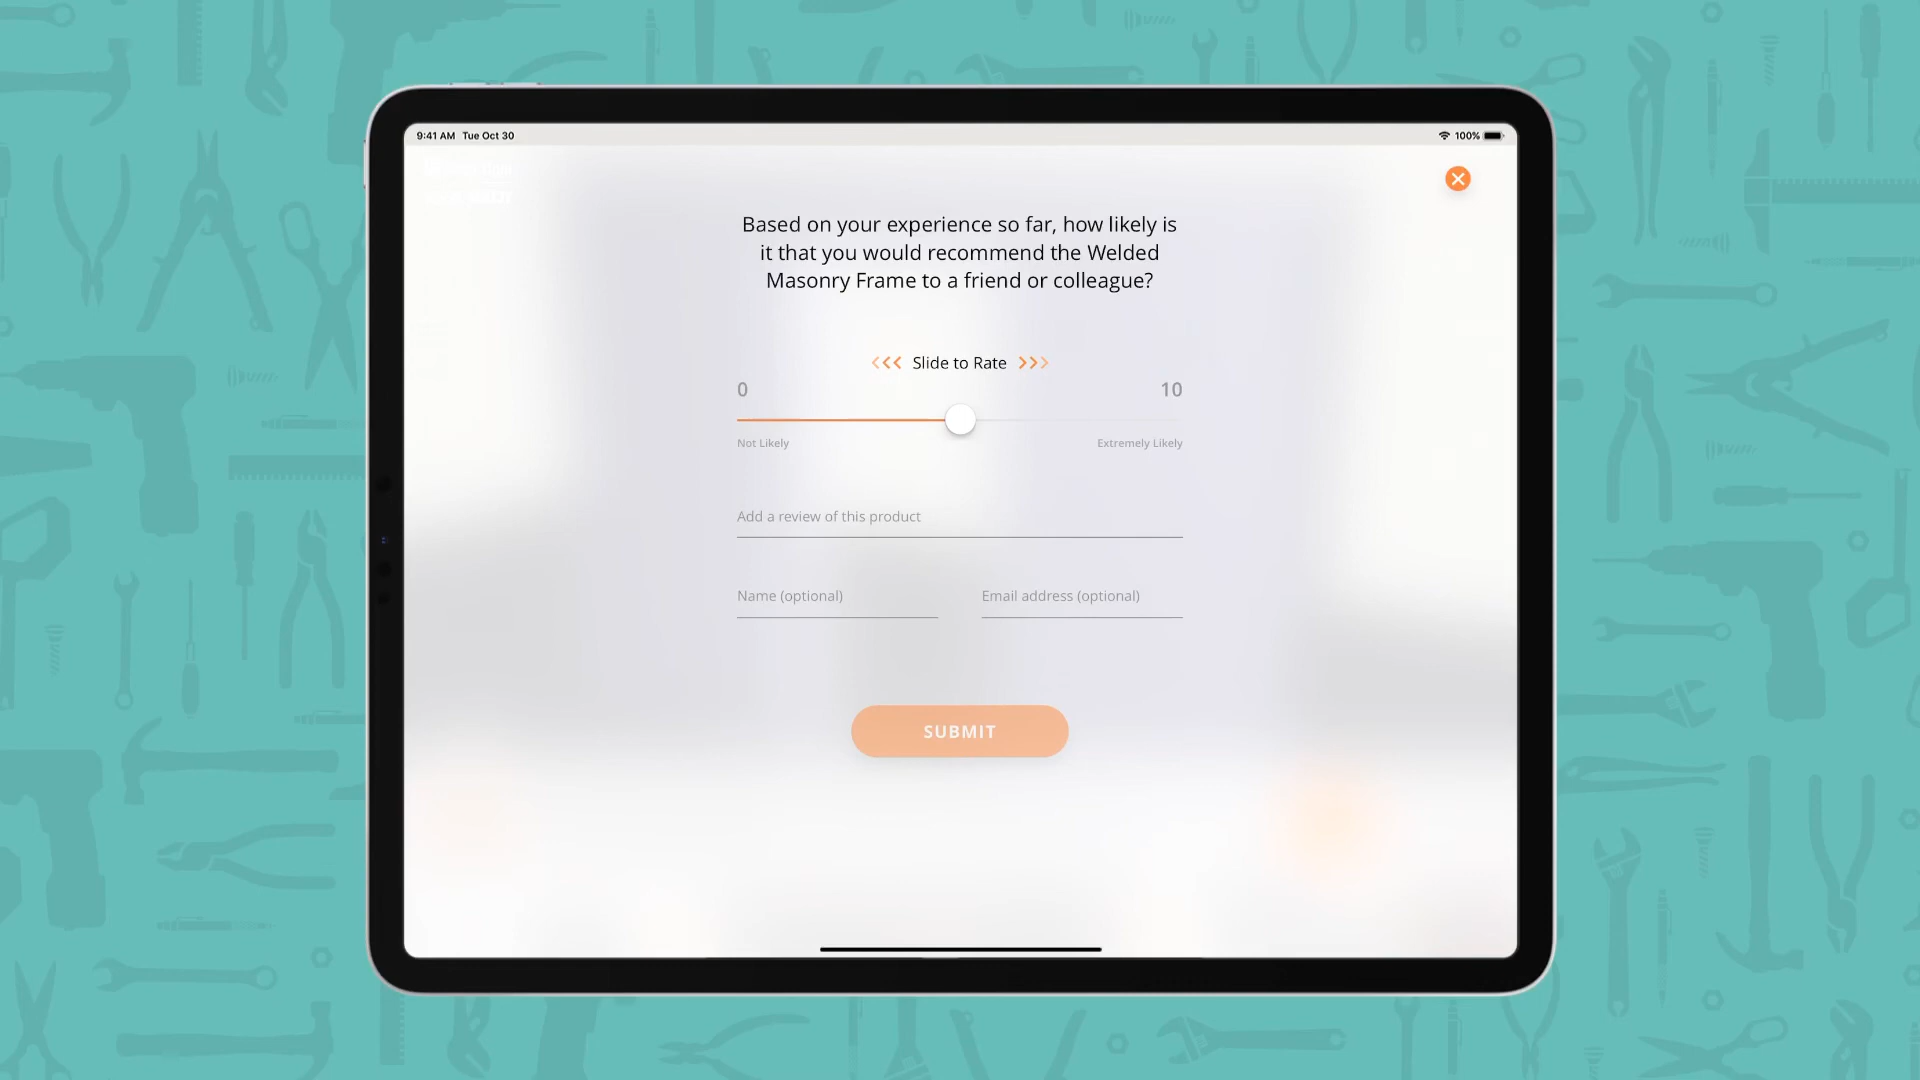 9:41 AM Tue Oct 30
100%
Based on your experience so far, how likely is
it that you would recommend the Welded
Masonry Frame to a friend or colleague?
Slide to Rate
0 10
Not Likely Extremely Likely
Add a review of this product
Name (optional) Email address (optional)
SUBMIT